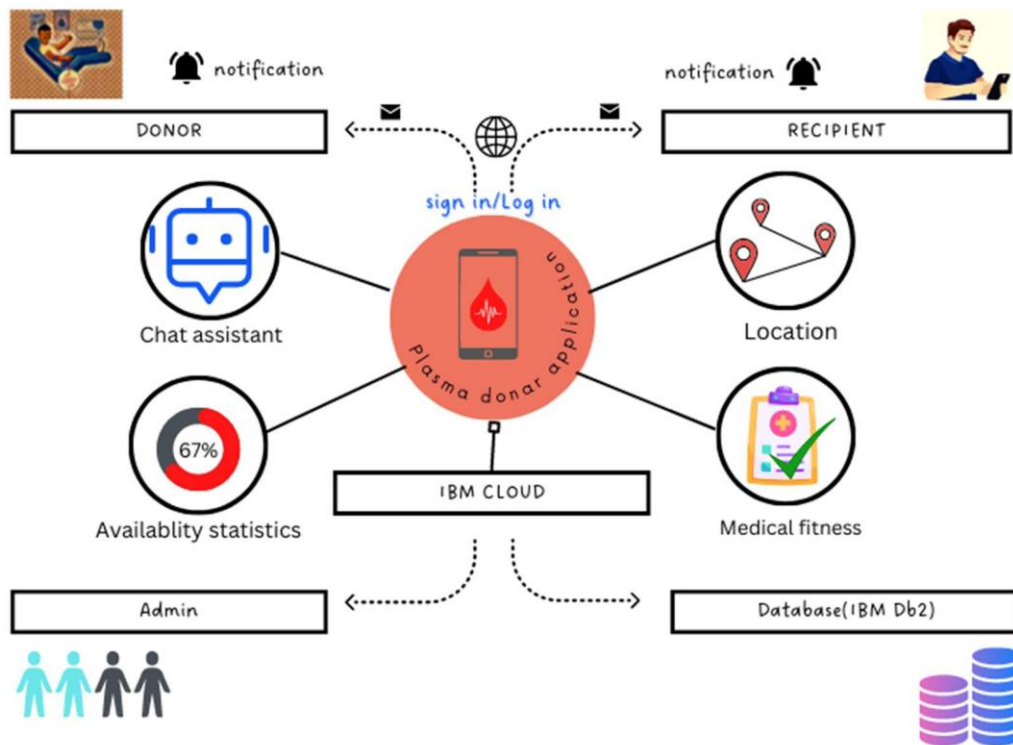 notification
notification
DONOR
RECIPIENT
sign in/Log in
plasma donar application
Chat assistant
Location
67%
IBM CLOUD
Availablity statistics
Medical fitness
Admin
Database(IBM Db2)